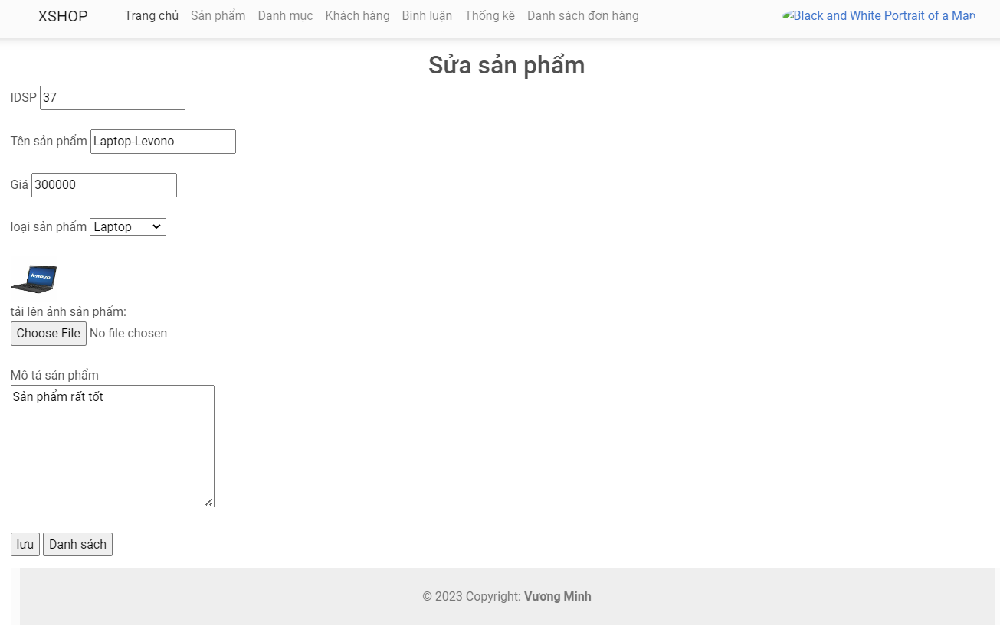 XSHOP Trang chủ Sản phẩm Danh mục Khách hàng Bình luận Thống kê Danh sách đơn hàng Black and White Portrait of a Man
Sửa sản phẩm
IDSP 37
Tên sản phẩm Laptop-Levono
Giá 300000
loại sản phẩm Laptop
lenovo
tải lên ảnh sản phẩm:
Choose File No file chosen
Mô tả sản phẩm
Sản phẩm rất tốt
lưu Danh sách
© 2023 Copyright: Vương Minh